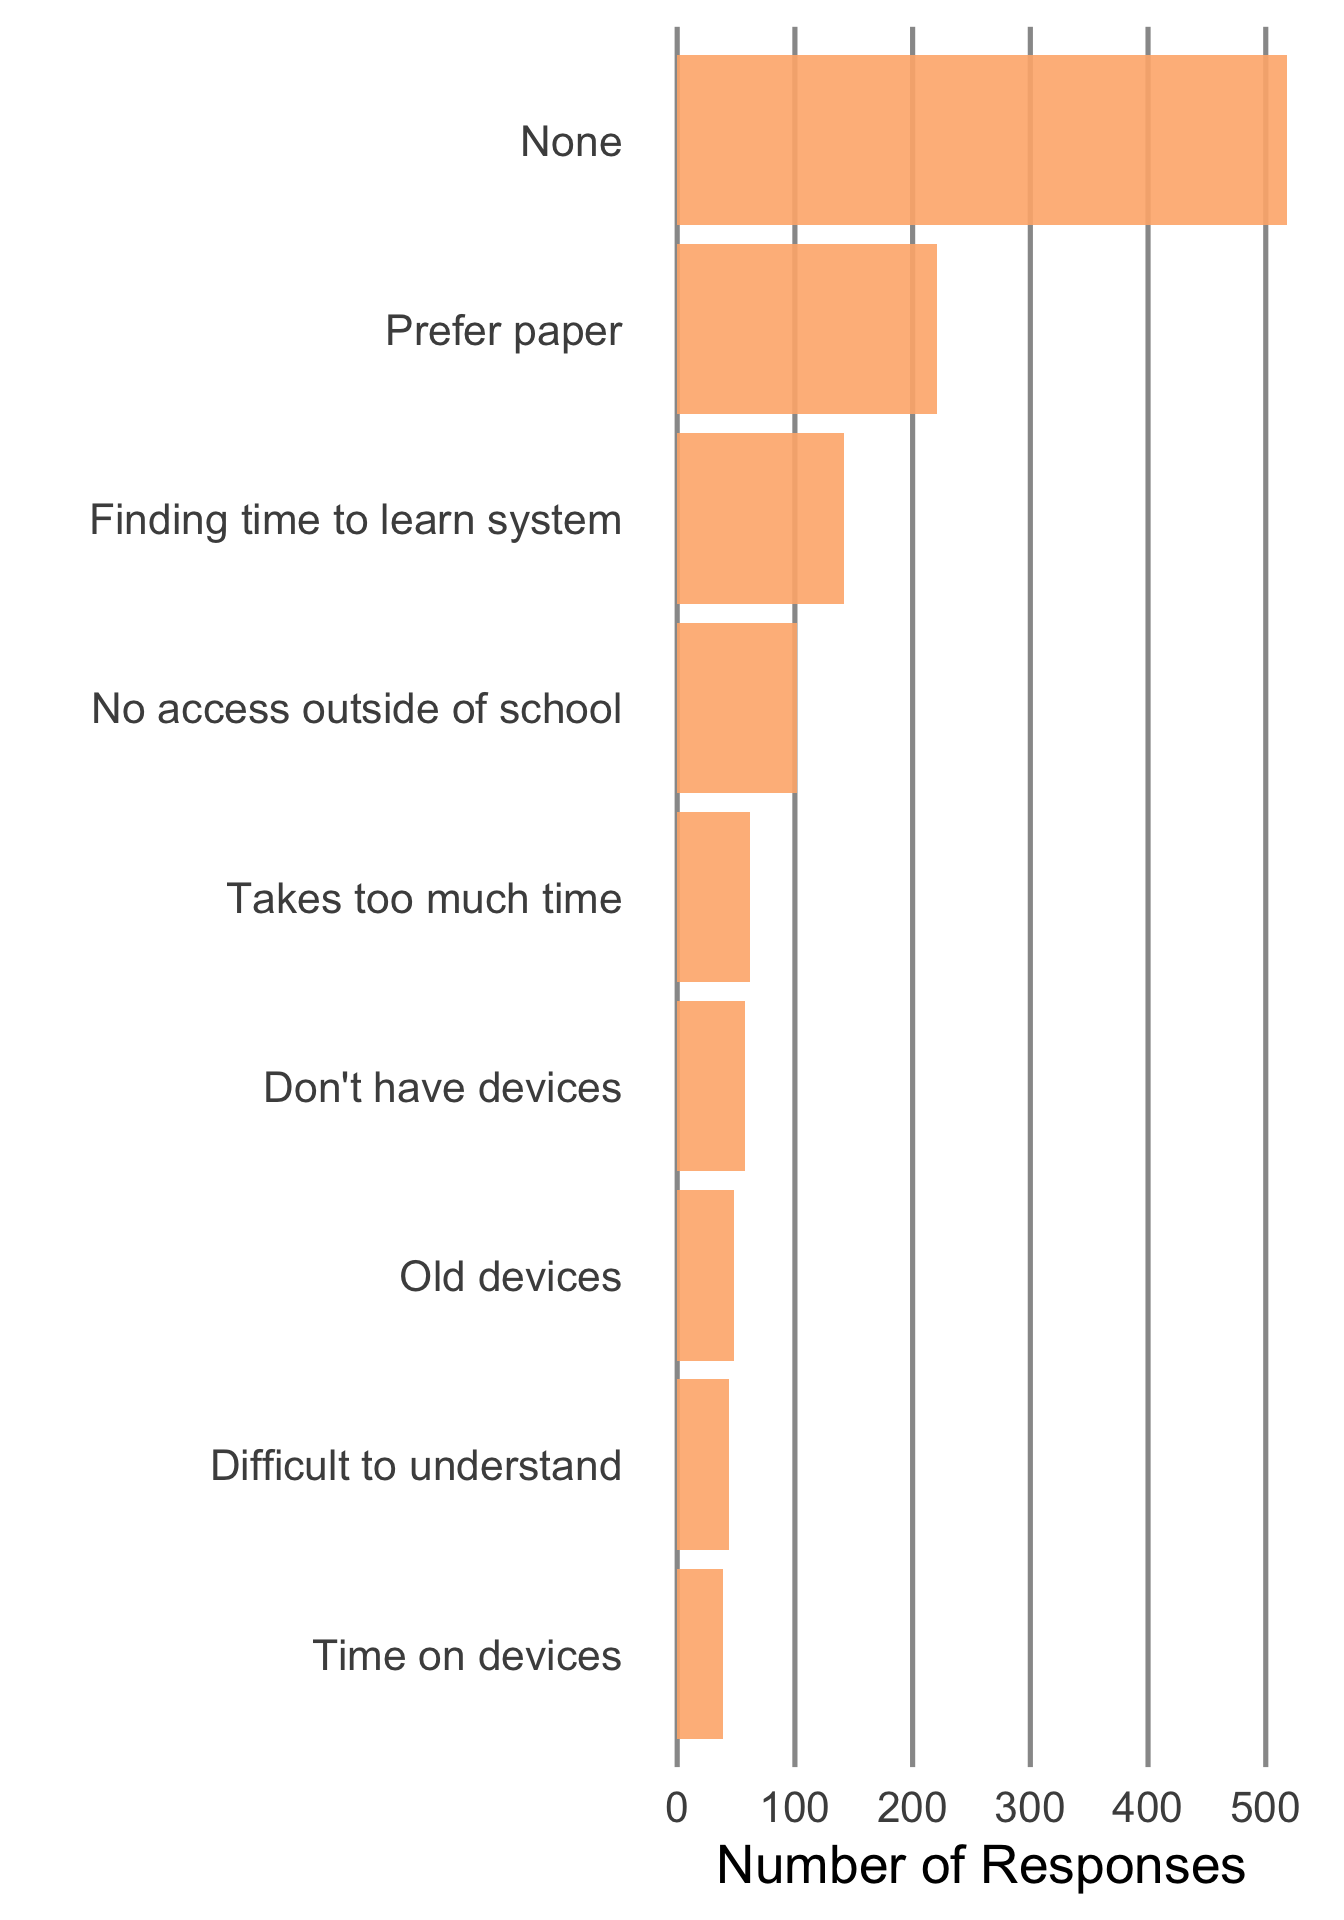 None
Prefer paper
Finding time to learn system
No access outside of school
Takes too much time
Don't have devices
Old devices
Difficult to understand
Time on devices
0 100 200 300 400 500
Number of Responses